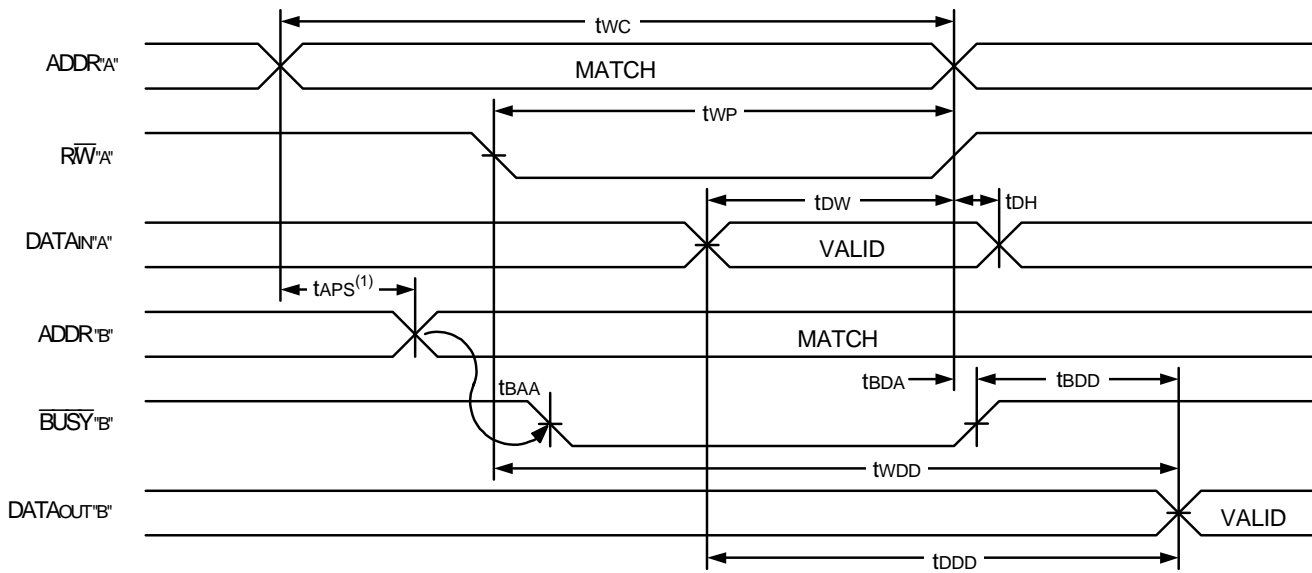 tWC
ADDR"A"
MATCH
tWP
R/W̅"A"
tDW
tDH
DATAIN"A"
VALID
tAPS(1)
ADDR"B"
MATCH
tBAA
tBDA
tBDD
B̅U̅S̅Y̅"B"
tWDD
DATAOUT"B"
VALID
tDDD